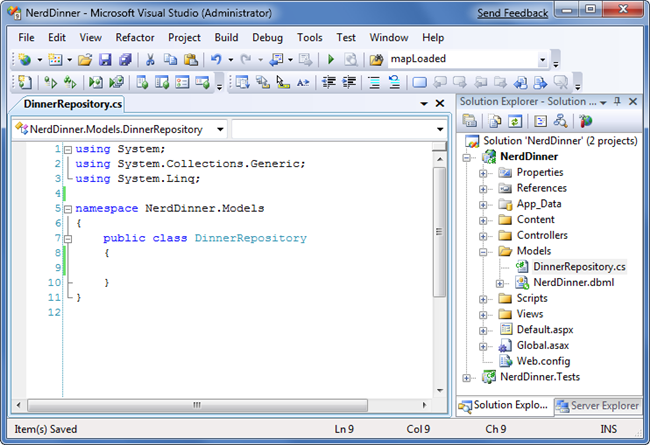 NerdDinner - Microsoft Visual Studio (Administrator)
Send Feedback
File Edit View Refactor Project Build Debug Data Tools Test Window Help
mapLoaded
DinnerRepository.cs
NerdDinner.Models.DinnerRepository
1 using System;
2 using System.Collections.Generic;
3 using System.Linq;
4
5 namespace NerdDinner.Models
6 {
7 public class DinnerRepository
8 {
9
10 }
11 }
12
Solution Explorer - Solution ...
Solution 'NerdDinner' (2 projects)
NerdDinner
Properties
References
App_Data
Content
Controllers
Models
DinnerRepository.cs
NerdDinner.dbml
Scripts
Views
Default.aspx
Global.asax
Web.config
NerdDinner.Tests
Solution Explo...
Server Explorer
Item(s) Saved
Ln 9
Col 9
Ch 9
INS